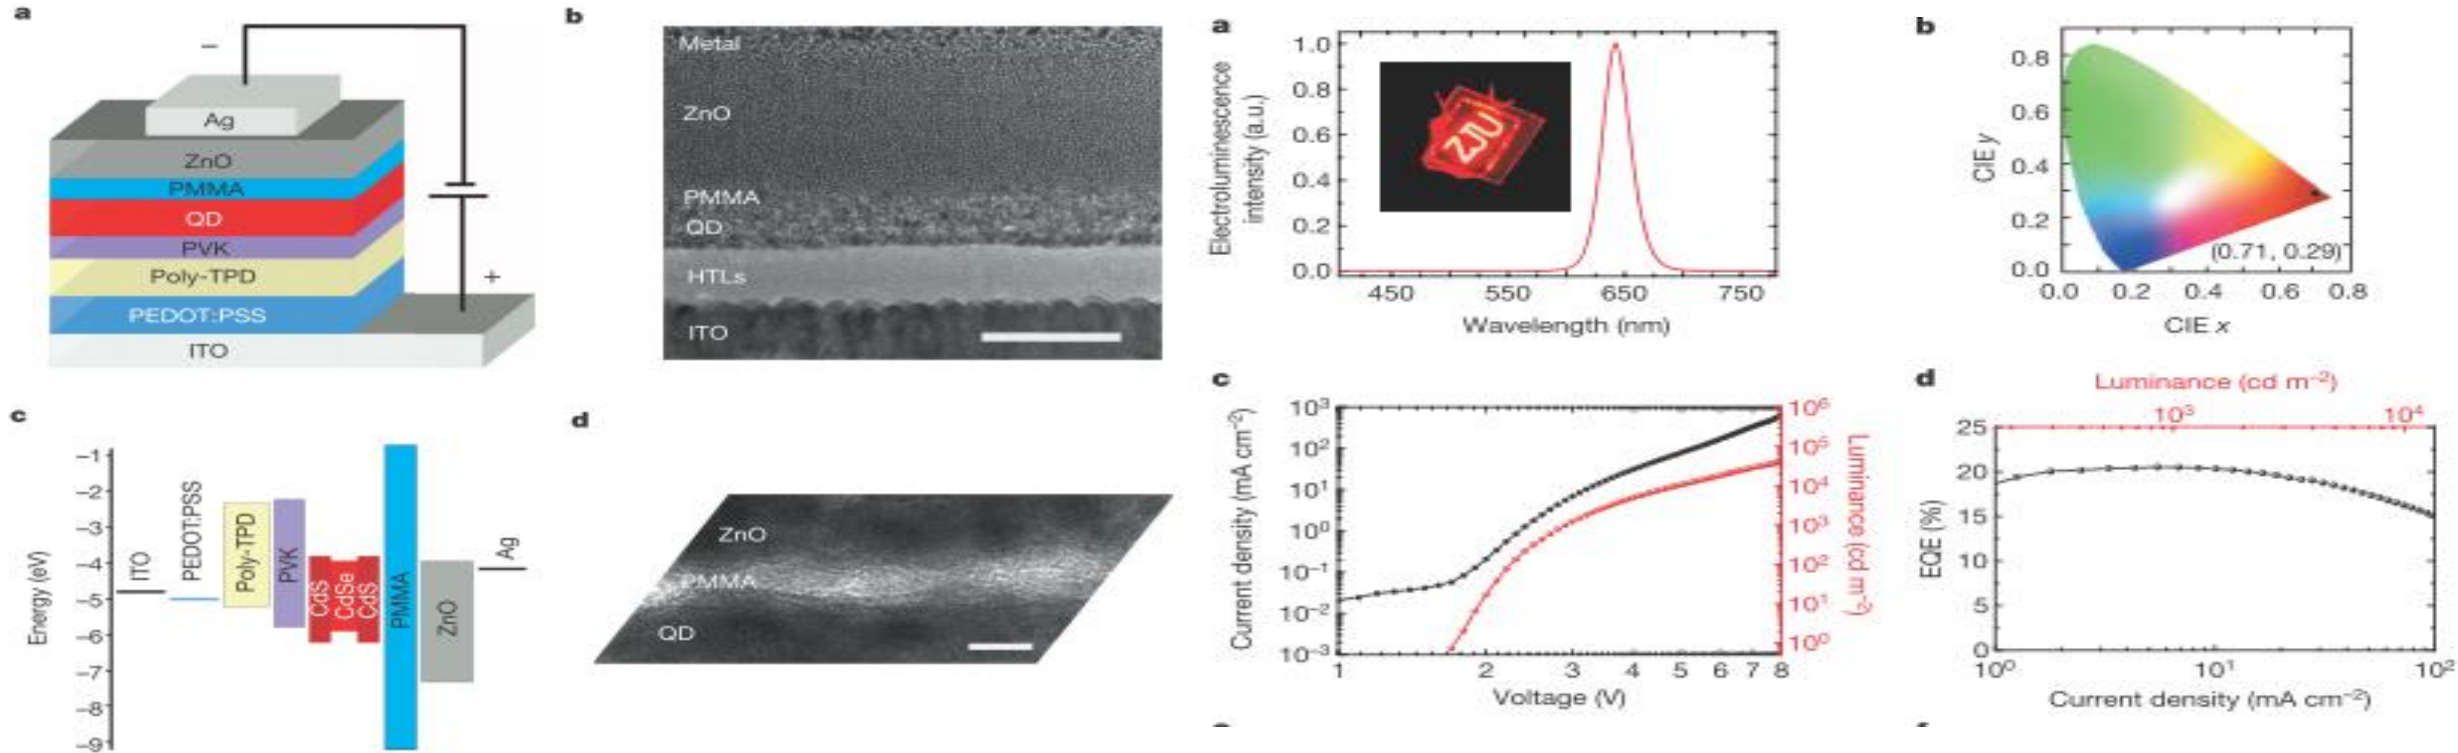 a
−
Ag
ZnO
PMMA
QD
PVK
Poly-TPD
PEDOT:PSS
ITO
+
b
Metal
ZnO
PMMA
QD
HTLs
ITO
c
Energy (eV)
−1
−2
−3
−4
−5
−6
−7
−8
−9
ITO
PEDOT:PSS
Poly-TPD
PVK
CdS
CdSe
CdS
PMMA
ZnO
Ag
d
ZnO
PMMA
QD
a
Electroluminescence
intensity (a.u.)
1.0
0.8
0.6
0.4
0.2
0.0
ZJU
450 550 650 750
Wavelength (nm)
b
CIE y
0.8
0.6
0.4
0.2
0.0
(0.71, 0.29)
0.0 0.2 0.4 0.6 0.8
CIE x
c
Current density (mA cm⁻²)
10³
10²
10¹
10⁰
10⁻¹
10⁻²
10⁻³
10⁶
10⁵
10⁴
10³
10²
10¹
10⁰
Luminance (cd m⁻²)
1 2 3 4 5 6 7 8
Voltage (V)
d
Luminance (cd m⁻²)
10³ 10⁴
EQE (%)
25
20
15
10
5
0
10⁰ 10¹ 10²
Current density (mA cm⁻²)